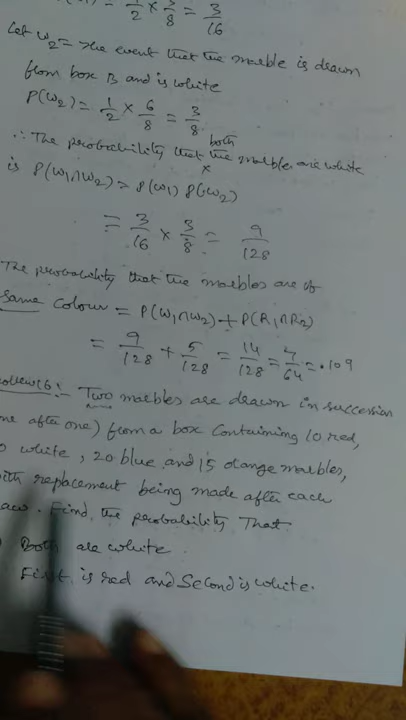 = 1/2 × 3/8 = 3/16
Let W₂ = The event that the marble is drawn
from box B and is white
P(W₂) = 1/2 × 6/8 = 3/8
∴ The probability that the both marbles are white
is P(W₁∩W₂) = P(W₁) P(W₂)
= 3/16 × 3/8 = 9/128
The probability that the marbles are of
same colour = P(W₁∩W₂) + P(R₁∩R₂)
= 9/128 + 5/128 = 14/128 = 7/64 = .109
Two marbles are drawn in succession
one after one) from a box containing 10 red,
0 white, 20 blue and 15 orange marbles,
with replacement being made after each
draw. Find the probability That
Both are white.
First is red and Second is white.